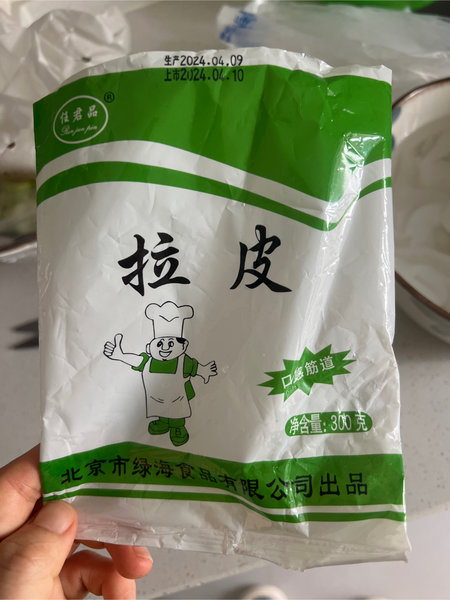 生产2024.04.09
上市2024.04.10
佳君品
®
拉皮
口感筋道
净含量:300克
北京市绿海食品有限公司出品